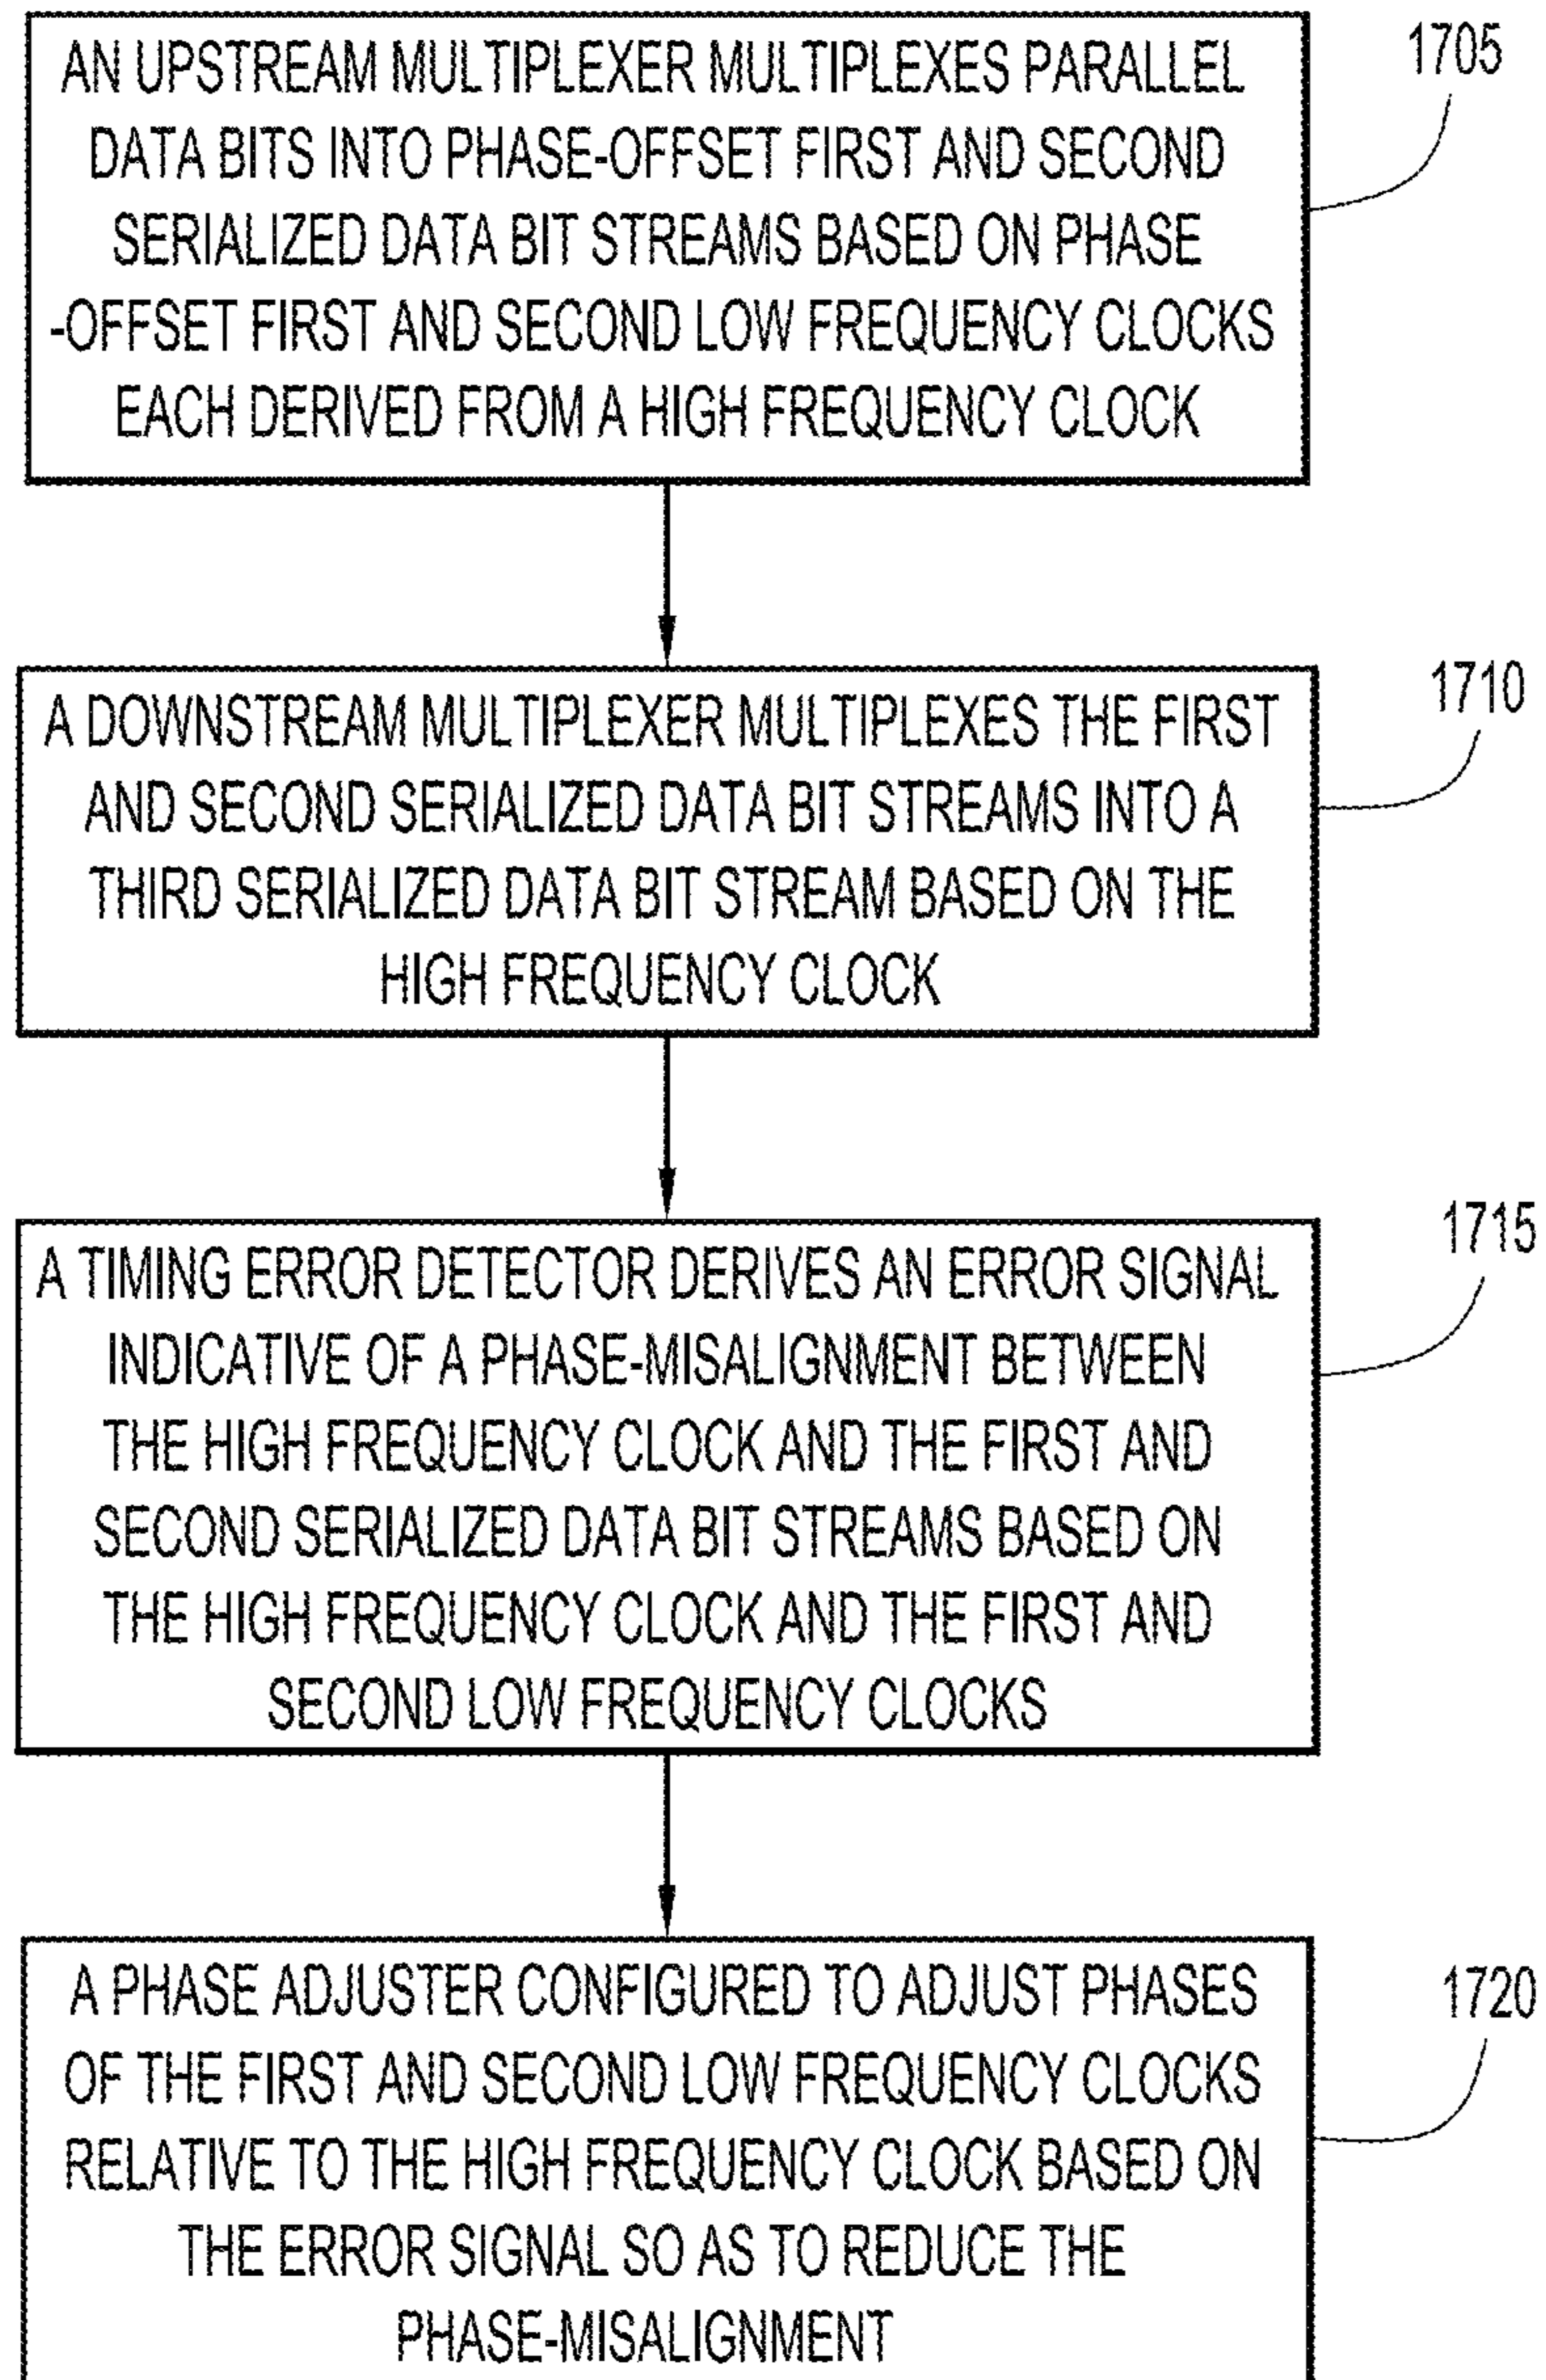 AN UPSTREAM MULTIPLEXER MULTIPLEXES PARALLEL
DATA BITS INTO PHASE-OFFSET FIRST AND SECOND
SERIALIZED DATA BIT STREAMS BASED ON PHASE
-OFFSET FIRST AND SECOND LOW FREQUENCY CLOCKS
EACH DERIVED FROM A HIGH FREQUENCY CLOCK
1705
A DOWNSTREAM MULTIPLEXER MULTIPLEXES THE FIRST
AND SECOND SERIALIZED DATA BIT STREAMS INTO A
THIRD SERIALIZED DATA BIT STREAM BASED ON THE
HIGH FREQUENCY CLOCK
1710
A TIMING ERROR DETECTOR DERIVES AN ERROR SIGNAL
INDICATIVE OF A PHASE-MISALIGNMENT BETWEEN
THE HIGH FREQUENCY CLOCK AND THE FIRST AND
SECOND SERIALIZED DATA BIT STREAMS BASED ON
THE HIGH FREQUENCY CLOCK AND THE FIRST AND
SECOND LOW FREQUENCY CLOCKS
1715
A PHASE ADJUSTER CONFIGURED TO ADJUST PHASES
OF THE FIRST AND SECOND LOW FREQUENCY CLOCKS
RELATIVE TO THE HIGH FREQUENCY CLOCK BASED ON
THE ERROR SIGNAL SO AS TO REDUCE THE
PHASE-MISALIGNMENT
1720